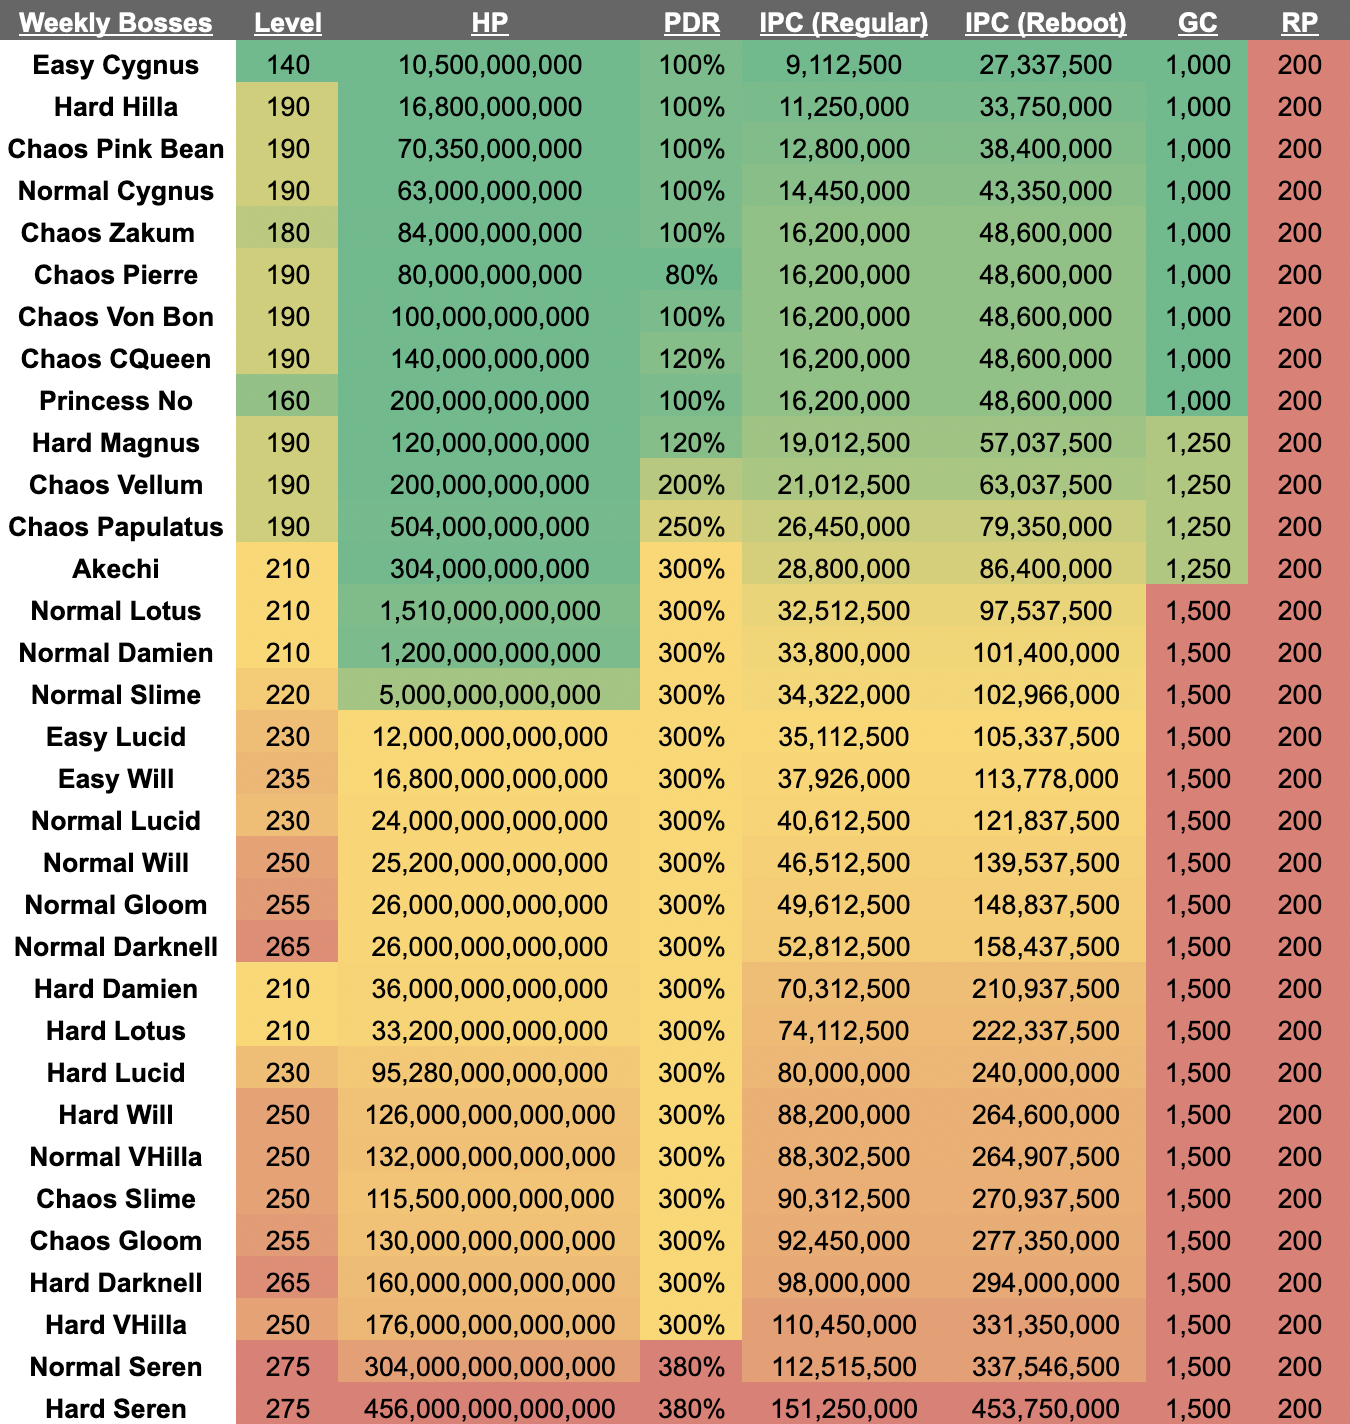 Weekly Bosses Level HP PDR IPC (Regular) IPC (Reboot) GC RP
Easy Cygnus 140 10,500,000,000 100% 9,112,500 27,337,500 1,000 200
Hard Hilla 190 16,800,000,000 100% 11,250,000 33,750,000 1,000 200
Chaos Pink Bean 190 70,350,000,000 100% 12,800,000 38,400,000 1,000 200
Normal Cygnus 190 63,000,000,000 100% 14,450,000 43,350,000 1,000 200
Chaos Zakum 180 84,000,000,000 100% 16,200,000 48,600,000 1,000 200
Chaos Pierre 190 80,000,000,000 80% 16,200,000 48,600,000 1,000 200
Chaos Von Bon 190 100,000,000,000 100% 16,200,000 48,600,000 1,000 200
Chaos CQueen 190 140,000,000,000 120% 16,200,000 48,600,000 1,000 200
Princess No 160 200,000,000,000 100% 16,200,000 48,600,000 1,000 200
Hard Magnus 190 120,000,000,000 120% 19,012,500 57,037,500 1,250 200
Chaos Vellum 190 200,000,000,000 200% 21,012,500 63,037,500 1,250 200
Chaos Papulatus 190 504,000,000,000 250% 26,450,000 79,350,000 1,250 200
Akechi 210 304,000,000,000 300% 28,800,000 86,400,000 1,250 200
Normal Lotus 210 1,510,000,000,000 300% 32,512,500 97,537,500 1,500 200
Normal Damien 210 1,200,000,000,000 300% 33,800,000 101,400,000 1,500 200
Normal Slime 220 5,000,000,000,000 300% 34,322,000 102,966,000 1,500 200
Easy Lucid 230 12,000,000,000,000 300% 35,112,500 105,337,500 1,500 200
Easy Will 235 16,800,000,000,000 300% 37,926,000 113,778,000 1,500 200
Normal Lucid 230 24,000,000,000,000 300% 40,612,500 121,837,500 1,500 200
Normal Will 250 25,200,000,000,000 300% 46,512,500 139,537,500 1,500 200
Normal Gloom 255 26,000,000,000,000 300% 49,612,500 148,837,500 1,500 200
Normal Darknell 265 26,000,000,000,000 300% 52,812,500 158,437,500 1,500 200
Hard Damien 210 36,000,000,000,000 300% 70,312,500 210,937,500 1,500 200
Hard Lotus 210 33,200,000,000,000 300% 74,112,500 222,337,500 1,500 200
Hard Lucid 230 95,280,000,000,000 300% 80,000,000 240,000,000 1,500 200
Hard Will 250 126,000,000,000,000 300% 88,200,000 264,600,000 1,500 200
Normal VHilla 250 132,000,000,000,000 300% 88,302,500 264,907,500 1,500 200
Chaos Slime 250 115,500,000,000,000 300% 90,312,500 270,937,500 1,500 200
Chaos Gloom 255 130,000,000,000,000 300% 92,450,000 277,350,000 1,500 200
Hard Darknell 265 160,000,000,000,000 300% 98,000,000 294,000,000 1,500 200
Hard VHilla 250 176,000,000,000,000 300% 110,450,000 331,350,000 1,500 200
Normal Seren 275 304,000,000,000,000 380% 112,515,500 337,546,500 1,500 200
Hard Seren 275 456,000,000,000,000 380% 151,250,000 453,750,000 1,500 200